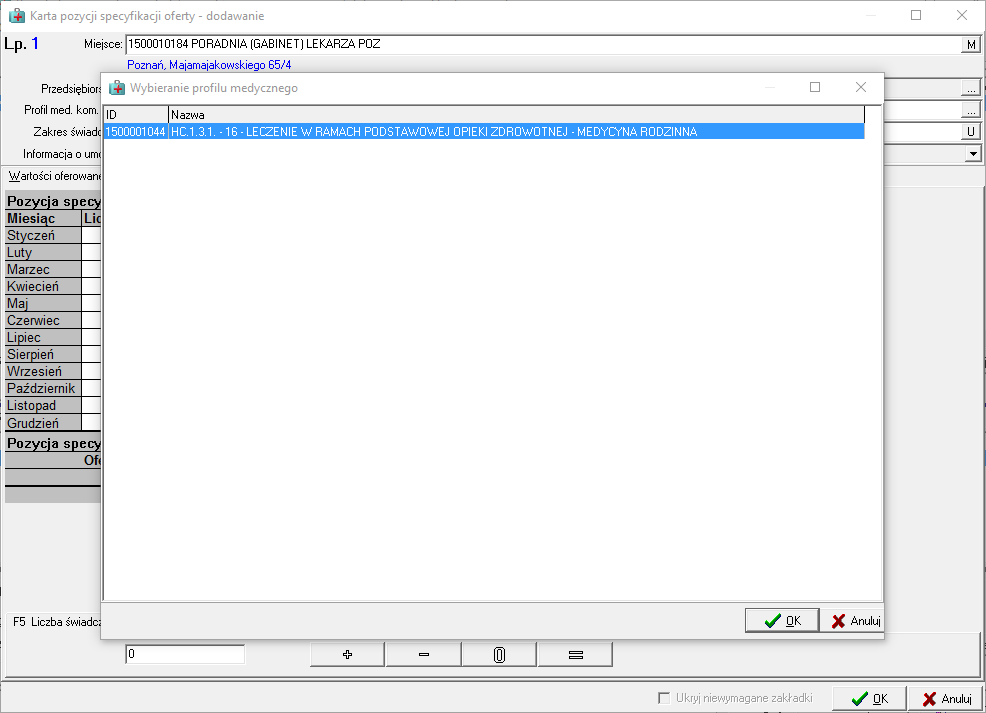 Karta pozycji specyfikacji oferty - dodawanie
Lp. 1
Miejsce: 1500010184 PORADNIA (GABINET) LEKARZA POZ M
Poznań, Majamajakowskiego 65/4
Wybieranie profilu medycznego
Przedsiębiors ...
ID Nazwa
Profil med. kom. ...
1500001044 HC.1.3.1. - 16 - LECZENIE W RAMACH PODSTAWOWEJ OPIEKI ZDROWOTNEJ - MEDYCYNA RODZINNA
Zakres świadc U
Informacja o umo
Wartości oferowane
Pozycja specy
Miesiąc Lic
Styczeń
Luty
Marzec
Kwiecień
Maj
Czerwiec
Lipiec
Sierpień
Wrzesień
Październik
Listopad
Grudzień
Pozycja specy
Ofe
F5 Liczba świadcz
OK Anuluj
0 + - 0 =
Ukryj niewymagane zakładki OK Anuluj